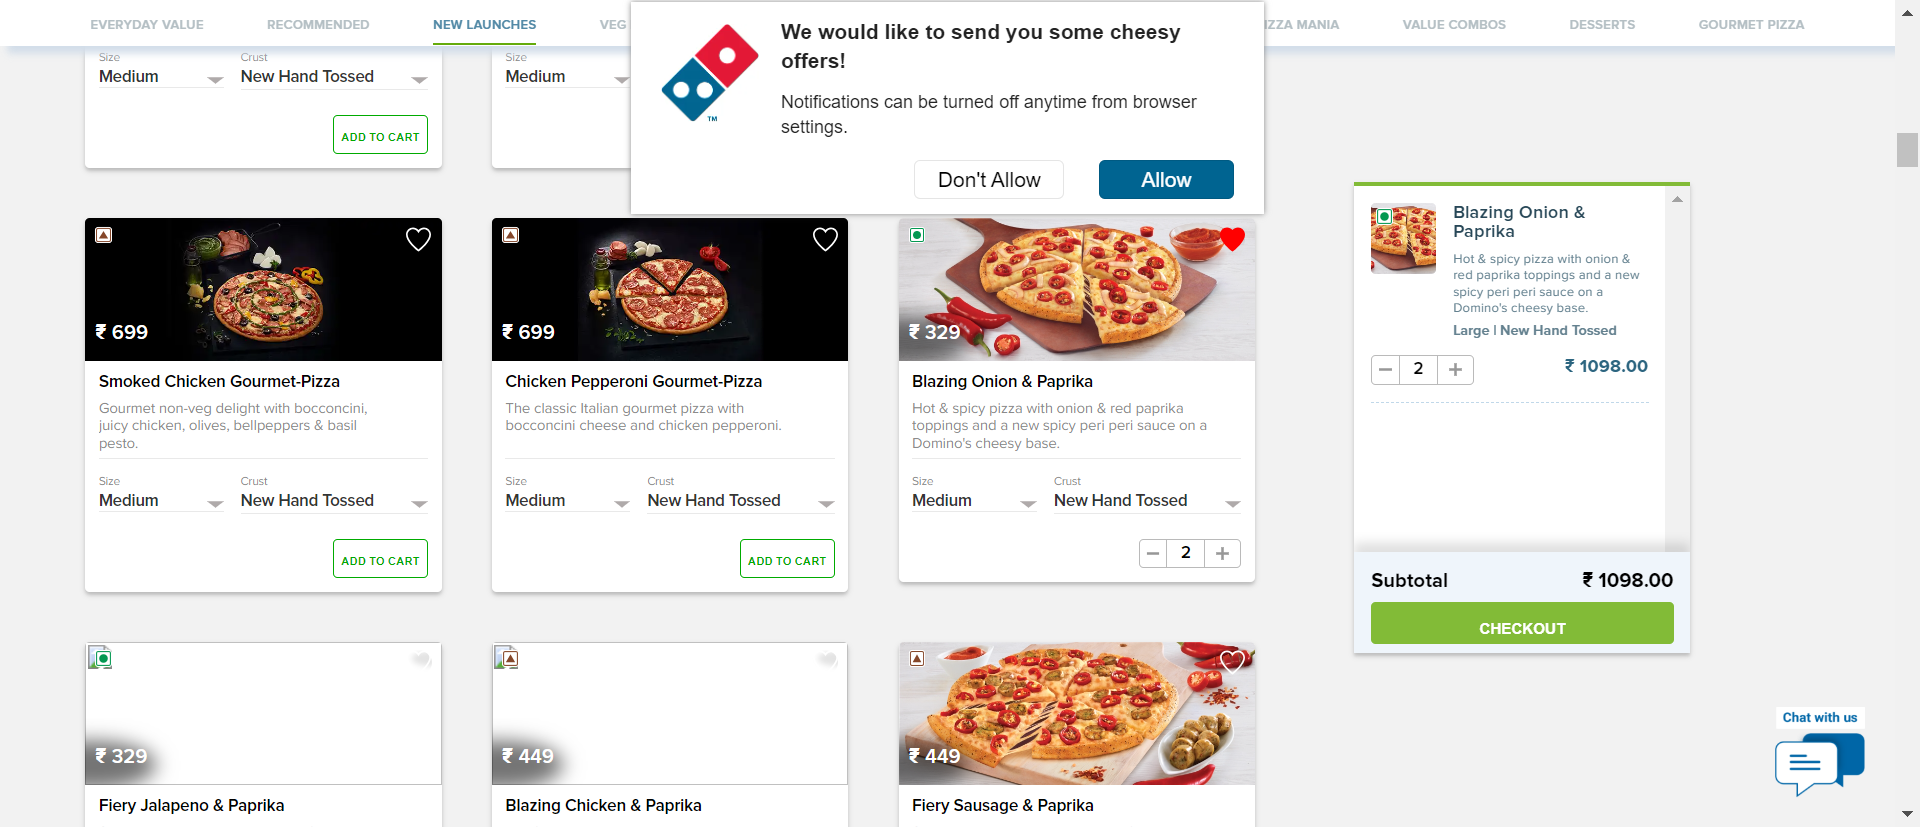 EVERYDAY VALUE
RECOMMENDED
NEW LAUNCHES
VEG
IZZA MANIA
VALUE COMBOS
DESSERTS
GOURMET PIZZA
We would like to send you some cheesy
offers!
Notifications can be turned off anytime from browser
settings.
Don't Allow
Allow
TM
Size
Medium
Crust
New Hand Tossed
ADD TO CART
Size
Medium
₹ 699
Smoked Chicken Gourmet-Pizza
Gourmet non-veg delight with bocconcini,
juicy chicken, olives, bellpeppers & basil
pesto.
Size
Medium
Crust
New Hand Tossed
ADD TO CART
₹ 699
Chicken Pepperoni Gourmet-Pizza
The classic Italian gourmet pizza with
bocconcini cheese and chicken pepperoni.
Size
Medium
Crust
New Hand Tossed
ADD TO CART
₹ 329
Blazing Onion & Paprika
Hot & spicy pizza with onion & red paprika
toppings and a new spicy peri peri sauce on a
Domino's cheesy base.
Size
Medium
Crust
New Hand Tossed
2
₹ 329
Fiery Jalapeno & Paprika
₹ 449
Blazing Chicken & Paprika
₹ 449
Fiery Sausage & Paprika
Blazing Onion &
Paprika
Hot & spicy pizza with onion &
red paprika toppings and a new
spicy peri peri sauce on a
Domino's cheesy base.
Large | New Hand Tossed
2
₹ 1098.00
Subtotal
₹ 1098.00
CHECKOUT
Chat with us